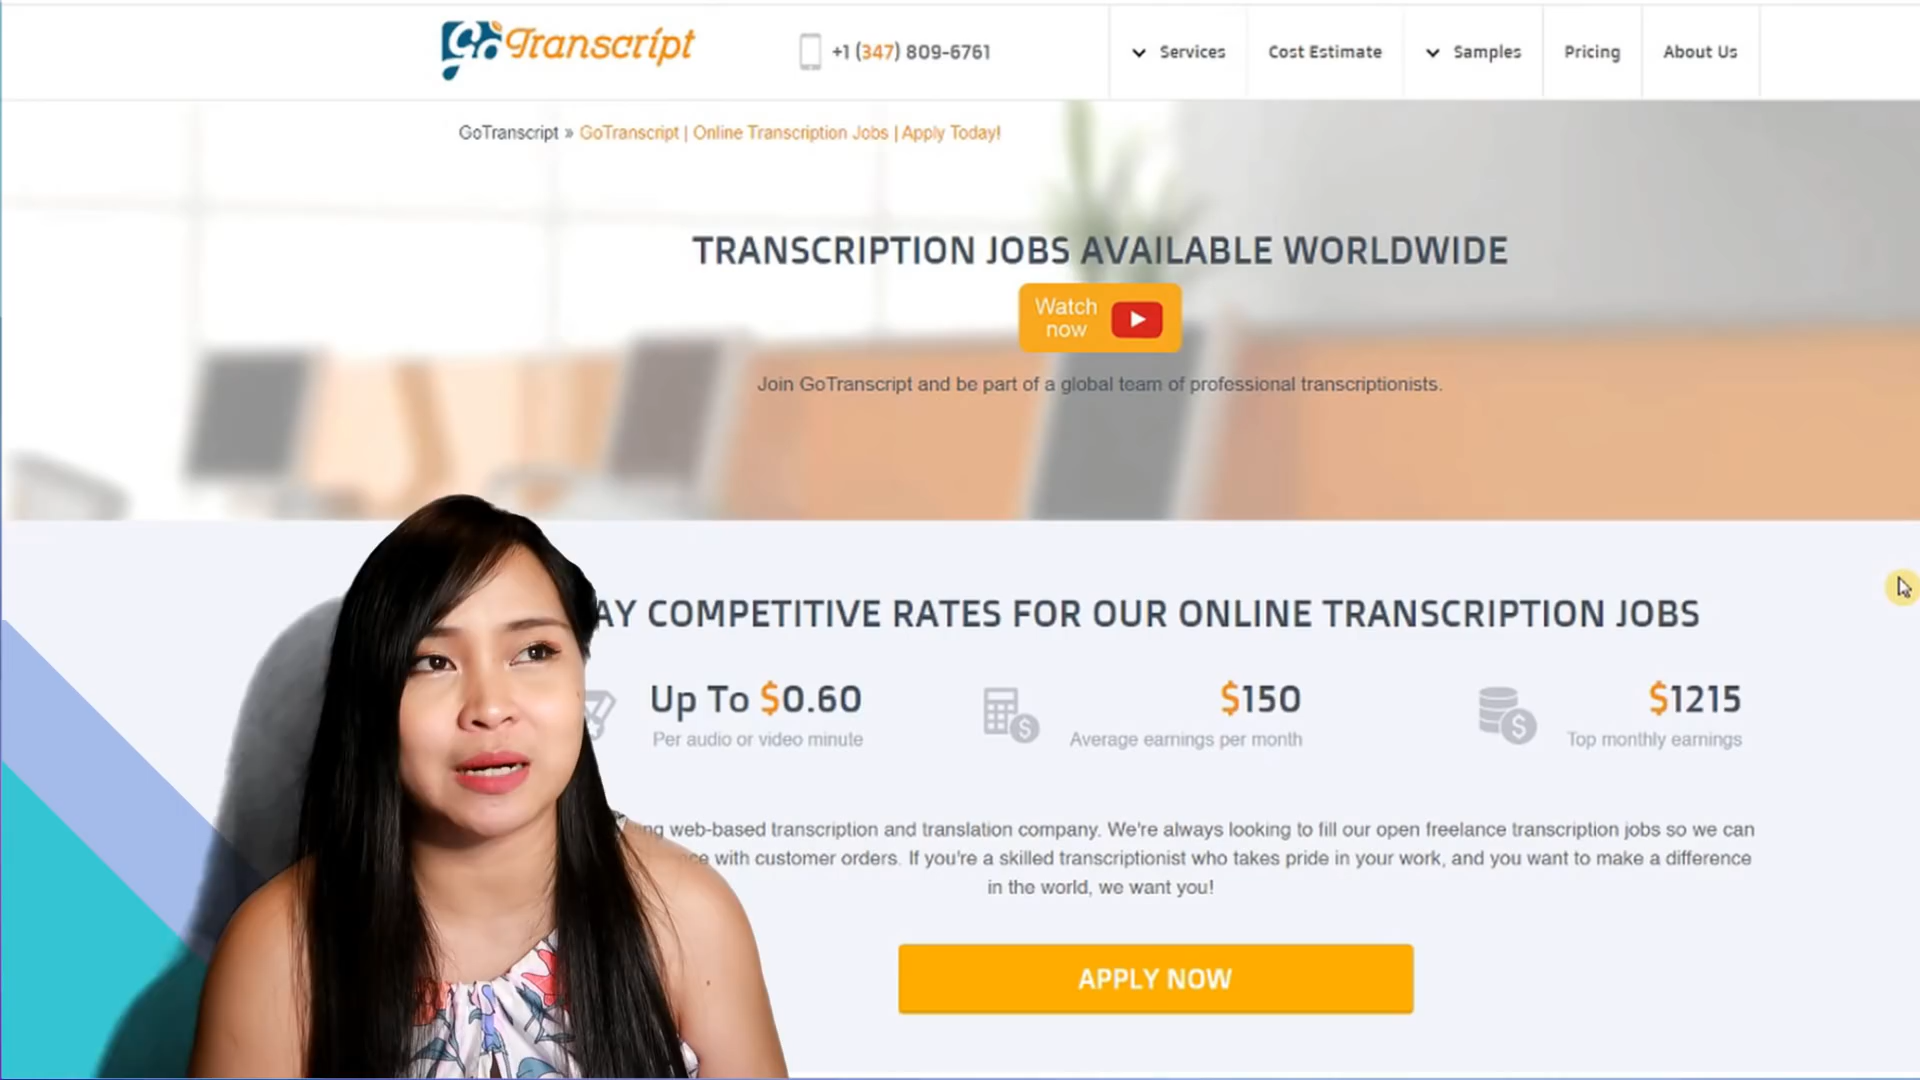 GoTranscript
+1 (347) 809-6761
Services
Cost Estimate
Samples
Pricing
About Us
GoTranscript » GoTranscript | Online Transcription Jobs | Apply Today!
TRANSCRIPTION JOBS AVAILABLE WORLDWIDE
Watch
now
Join GoTranscript and be part of a global team of professional transcriptionists.
COMPETITIVE RATES FOR OUR ONLINE TRANSCRIPTION JOBS
Up To $0.60
Per audio or video minute
$150
Average earnings per month
$1215
Top monthly earnings
web-based transcription and translation company. We're always looking to fill our open freelance transcription jobs so we can
with customer orders. If you're a skilled transcriptionist who takes pride in your work, and you want to make a difference
in the world, we want you!
APPLY NOW